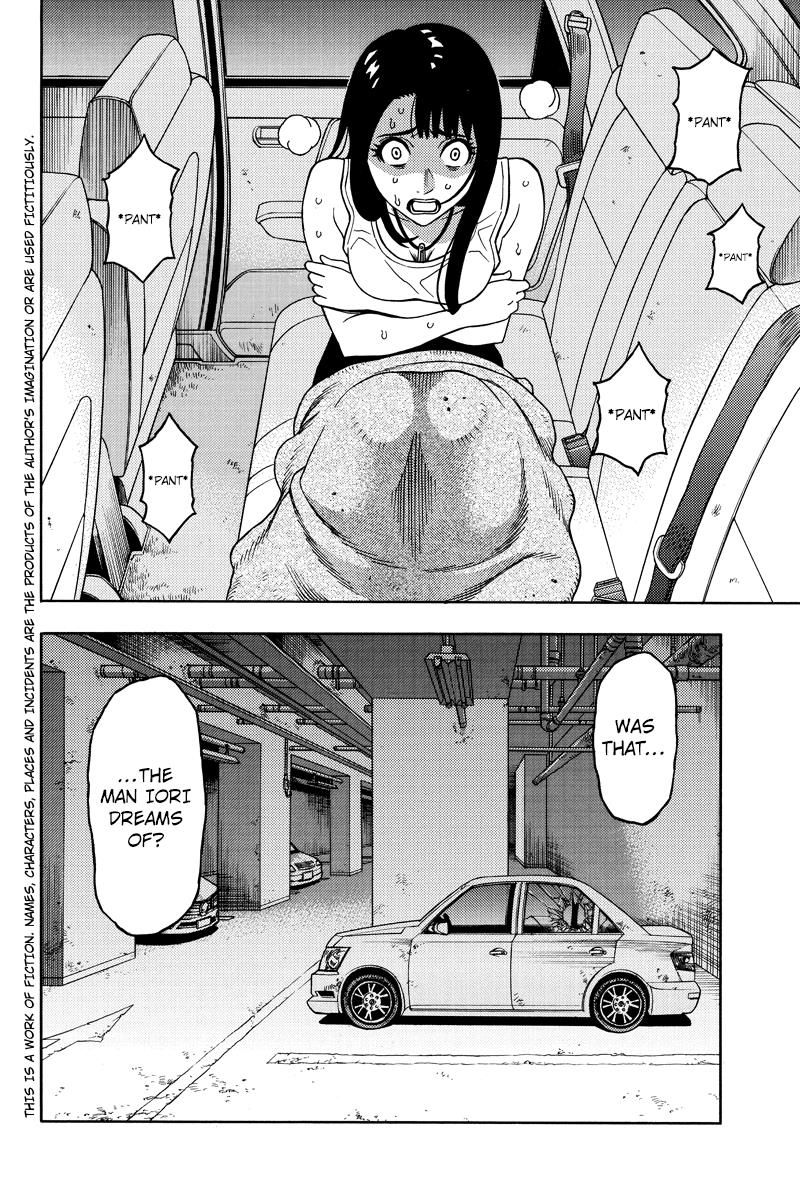 *PANT*
*PANT*
*PANT*
*PANT*
*PANT*
WAS
THAT...
...THE
MAN IORI
DREAMS
OF?
THIS IS A WORK OF FICTION. NAMES, CHARACTERS, PLACES AND INCIDENTS ARE THE PRODUCTS OF THE AUTHOR'S IMAGINATION OR ARE USED FICTITIOUSLY.